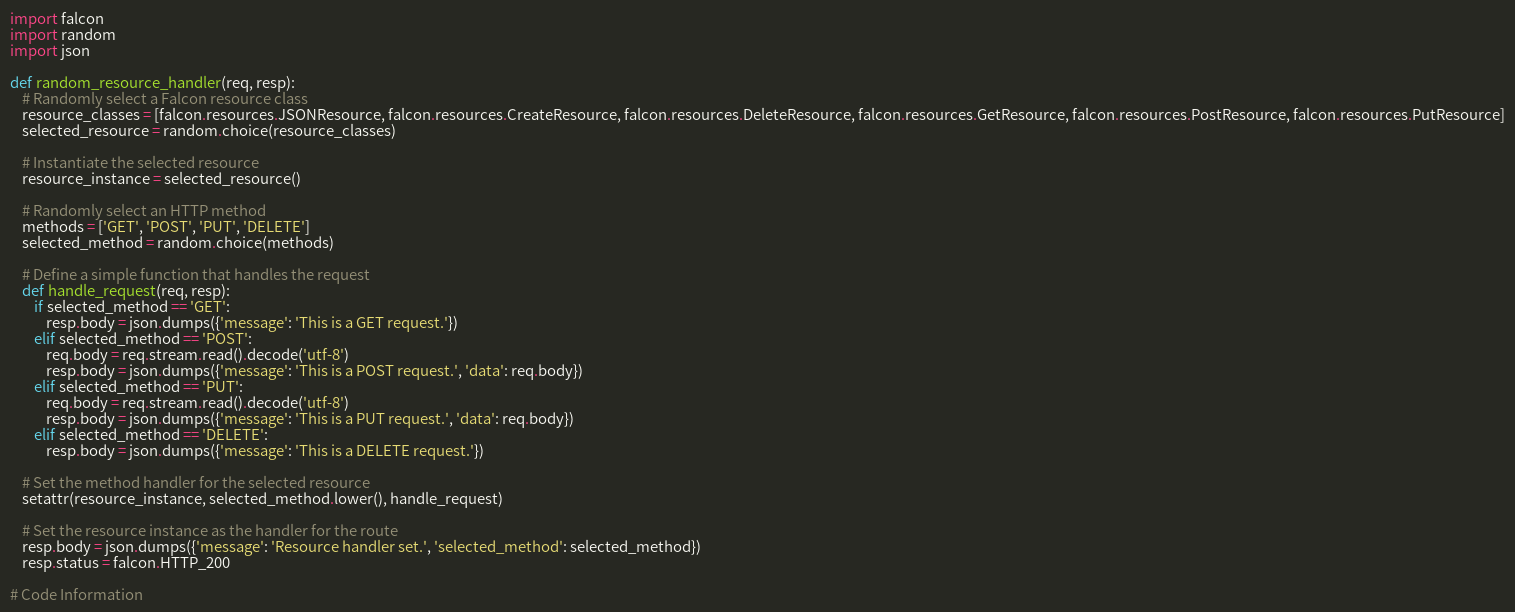 import falcon
import random
import json

def random_resource_handler(req, resp):
    # Randomly select a Falcon resource class
    resource_classes = [falcon.resources.JSONResource, falcon.resources.CreateResource, falcon.resources.DeleteResource, falcon.resources.GetResource, falcon.resources.PostResource, falcon.resources.PutResource]
    selected_resource = random.choice(resource_classes)

    # Instantiate the selected resource
    resource_instance = selected_resource()

    # Randomly select an HTTP method
    methods = ['GET', 'POST', 'PUT', 'DELETE']
    selected_method = random.choice(methods)

    # Define a simple function that handles the request
    def handle_request(req, resp):
        if selected_method == 'GET':
            resp.body = json.dumps({'message': 'This is a GET request.'})
        elif selected_method == 'POST':
            req.body = req.stream.read().decode('utf-8')
            resp.body = json.dumps({'message': 'This is a POST request.', 'data': req.body})
        elif selected_method == 'PUT':
            req.body = req.stream.read().decode('utf-8')
            resp.body = json.dumps({'message': 'This is a PUT request.', 'data': req.body})
        elif selected_method == 'DELETE':
            resp.body = json.dumps({'message': 'This is a DELETE request.'})

    # Set the method handler for the selected resource
    setattr(resource_instance, selected_method.lower(), handle_request)

    # Set the resource instance as the handler for the route
    resp.body = json.dumps({'message': 'Resource handler set.', 'selected_method': selected_method})
    resp.status = falcon.HTTP_200

# Code Information